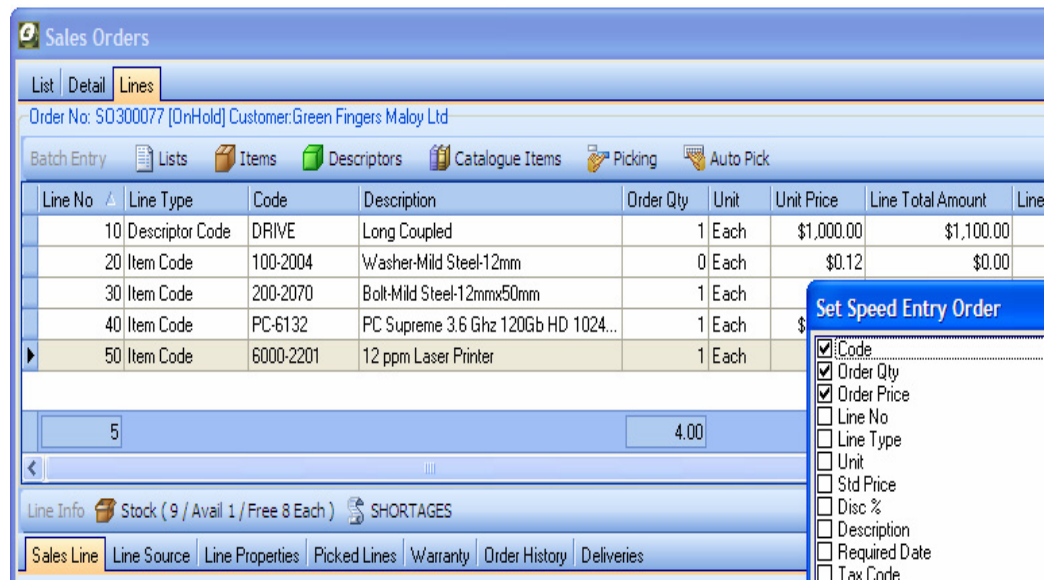 Sales Orders
List Detail Lines
Order No: SO300077 [OnHold] Customer:Green Fingers Maloy Ltd
Batch Entry Lists Items Descriptors Catalogue Items Picking Auto Pick
Line No Line Type Code Description Order Qty Unit Unit Price Line Total Amount Line
10 Descriptor Code DRIVE Long Coupled 1 Each $1,000.00 $1,100.00
20 Item Code 100-2004 Washer-Mild Steel-12mm 0 Each $0.12 $0.00
30 Item Code 200-2070 Bolt-Mild Steel-12mmx50mm 1 Each
40 Item Code PC-6132 PC Supreme 3.6 Ghz 120Gb HD 1024... 1 Each $
50 Item Code 6000-2201 12 ppm Laser Printer 1 Each
5 4.00
Line Info Stock ( 9 / Avail 1 / Free 8 Each ) SHORTAGES
Sales Line Line Source Line Properties Picked Lines Warranty Order History Deliveries
Set Speed Entry Order
Code
Order Qty
Order Price
Line No
Line Type
Unit
Std Price
Disc %
Description
Required Date
Tax Code